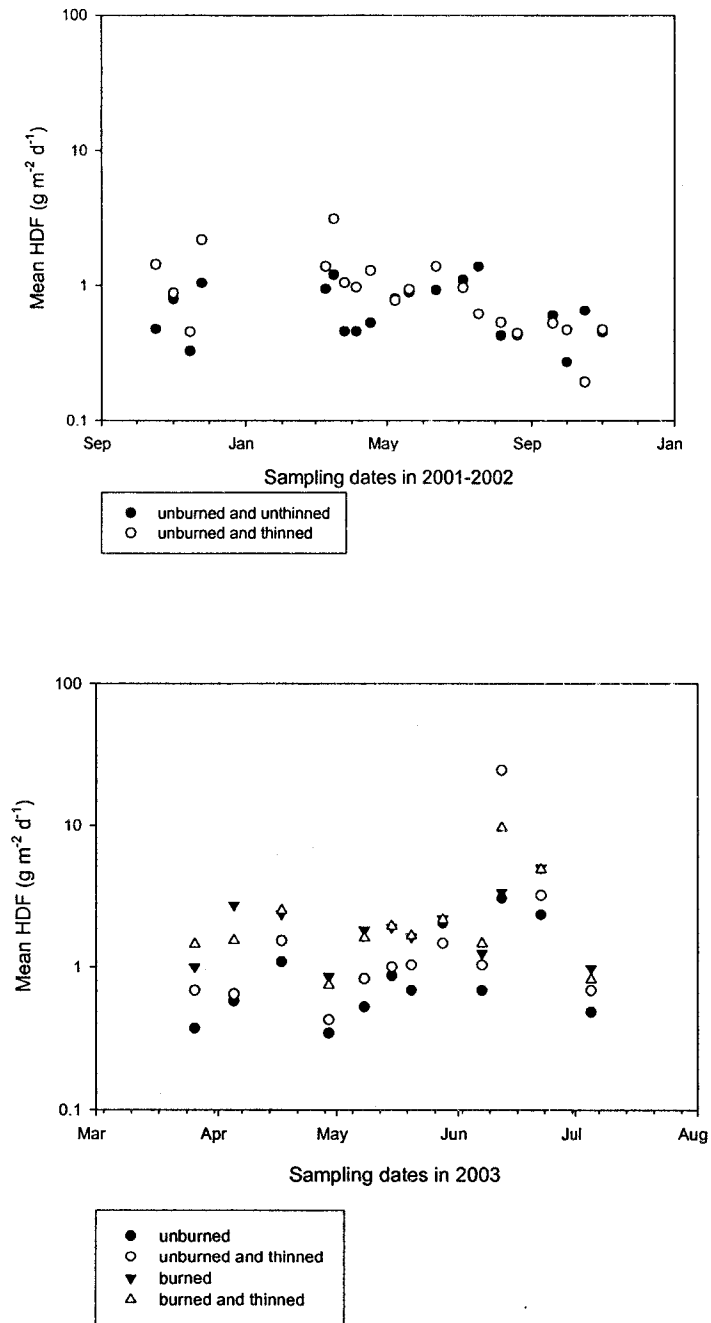 100
10
1
0.1
Mean HDF (g m⁻² d⁻¹)
Sep Jan May Sep Jan
Sampling dates in 2001-2002
unburned and unthinned
unburned and thinned
100
10
1
0.1
Mean HDF (g m⁻² d⁻¹)
Mar Apr May Jun Jul Aug
Sampling dates in 2003
unburned
unburned and thinned
burned
burned and thinned